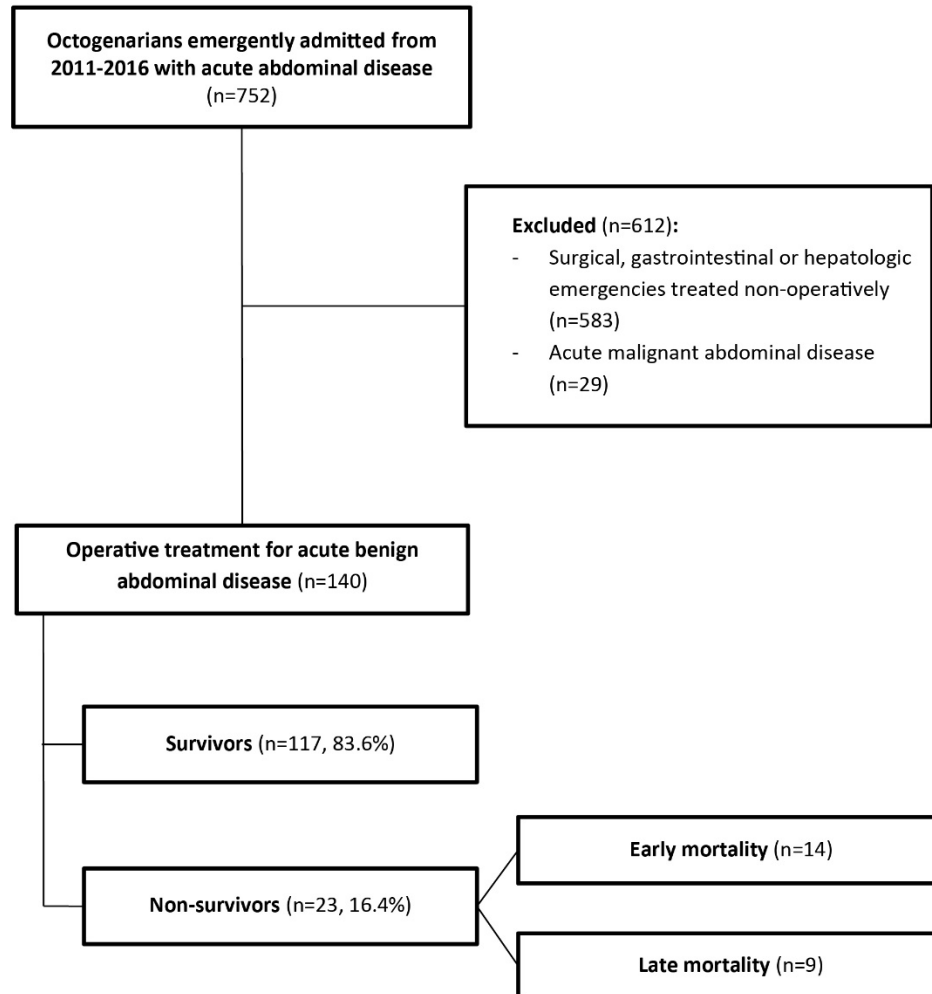 Octogenarians emergently admitted from
2011-2016 with acute abdominal disease
(n=752)
Excluded (n=612):
- Surgical, gastrointestinal or hepatologic
emergencies treated non-operatively
(n=583)
- Acute malignant abdominal disease
(n=29)
Operative treatment for acute benign
abdominal disease (n=140)
Survivors (n=117, 83.6%)
Non-survivors (n=23, 16.4%)
Early mortality (n=14)
Late mortality (n=9)